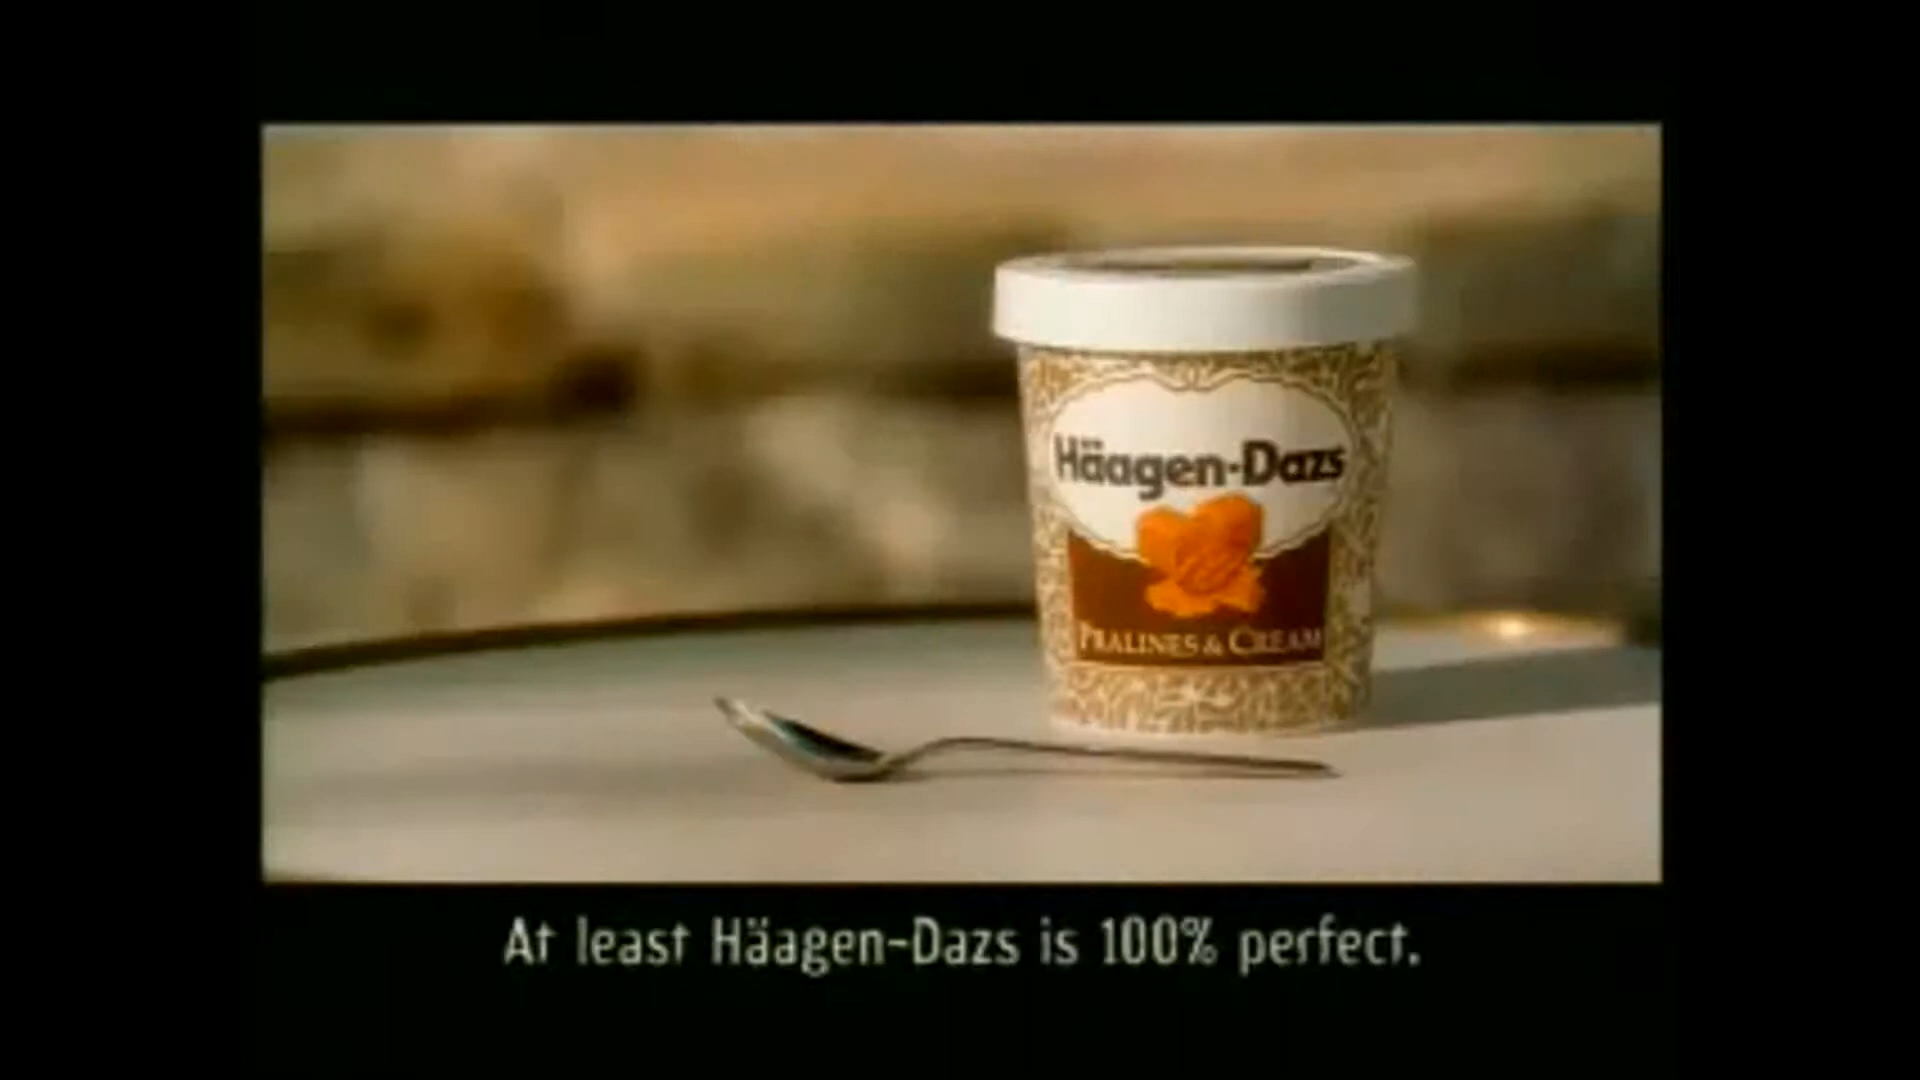 Häagen-Dazs
PRALINES & CREAM
At least Häagen-Dazs is 100% perfect.